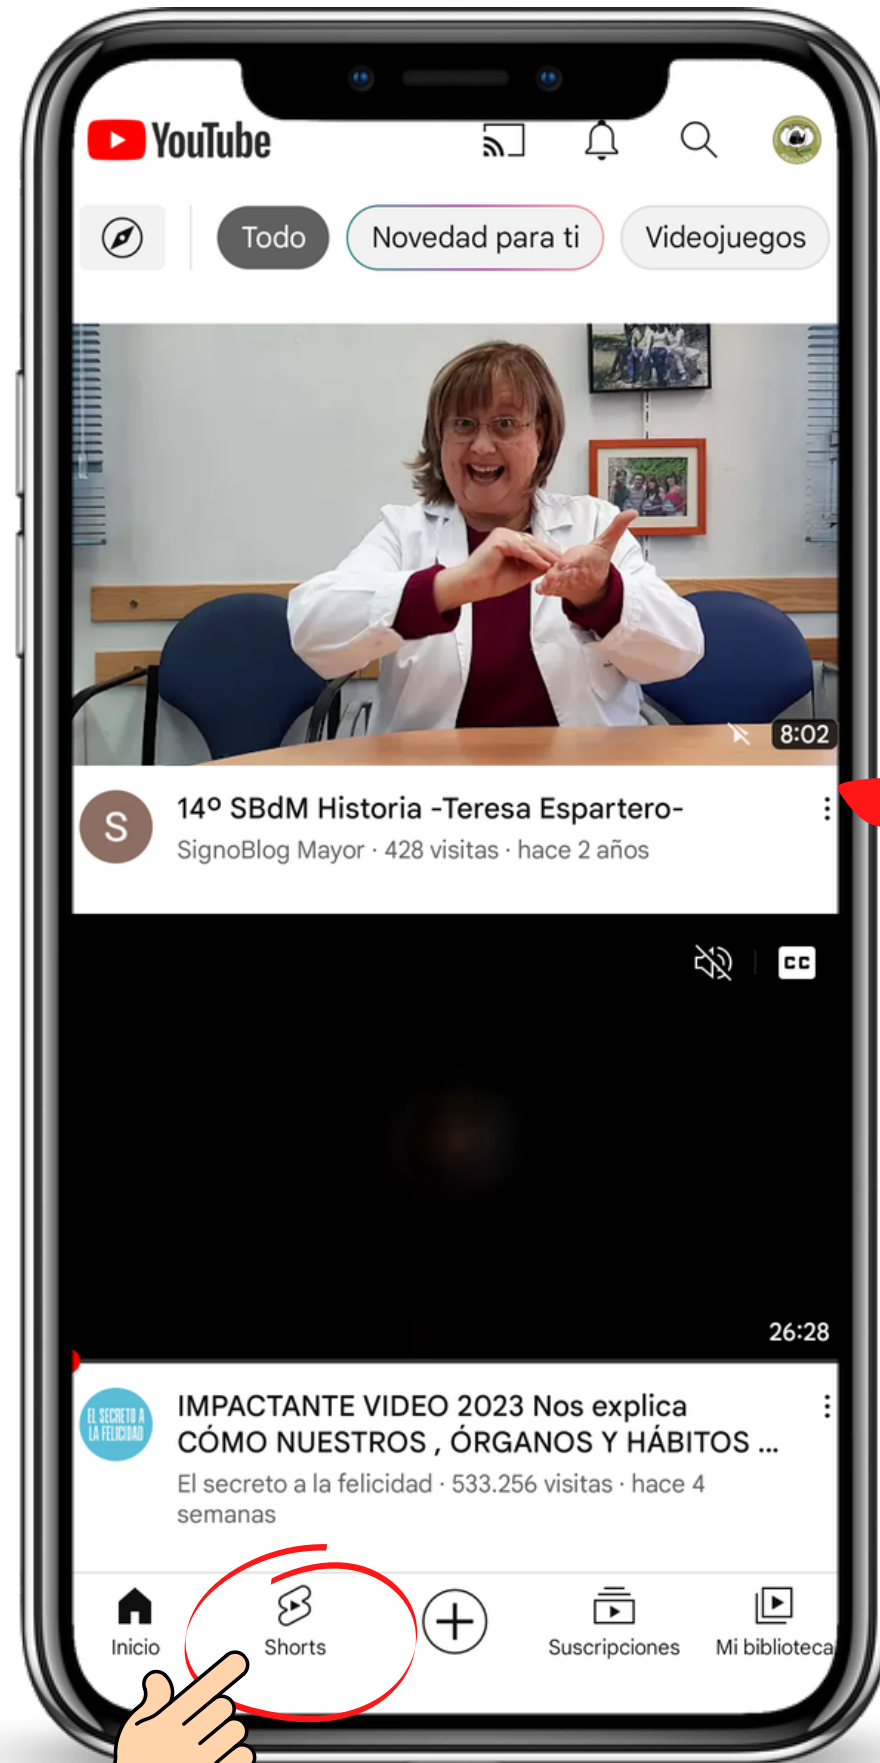 YouTube
Todo
Novedad para ti
Videojuegos
8:02
S
14º SBdM Historia -Teresa Espartero-
SignoBlog Mayor · 428 visitas · hace 2 años
CC
26:28
EL SECRETO A
LA FELICIDAD
IMPACTANTE VIDEO 2023 Nos explica
CÓMO NUESTROS , ÓRGANOS Y HÁBITOS ...
El secreto a la felicidad · 533.256 visitas · hace 4
semanas
Inicio
Shorts
Suscripciones
Mi biblioteca